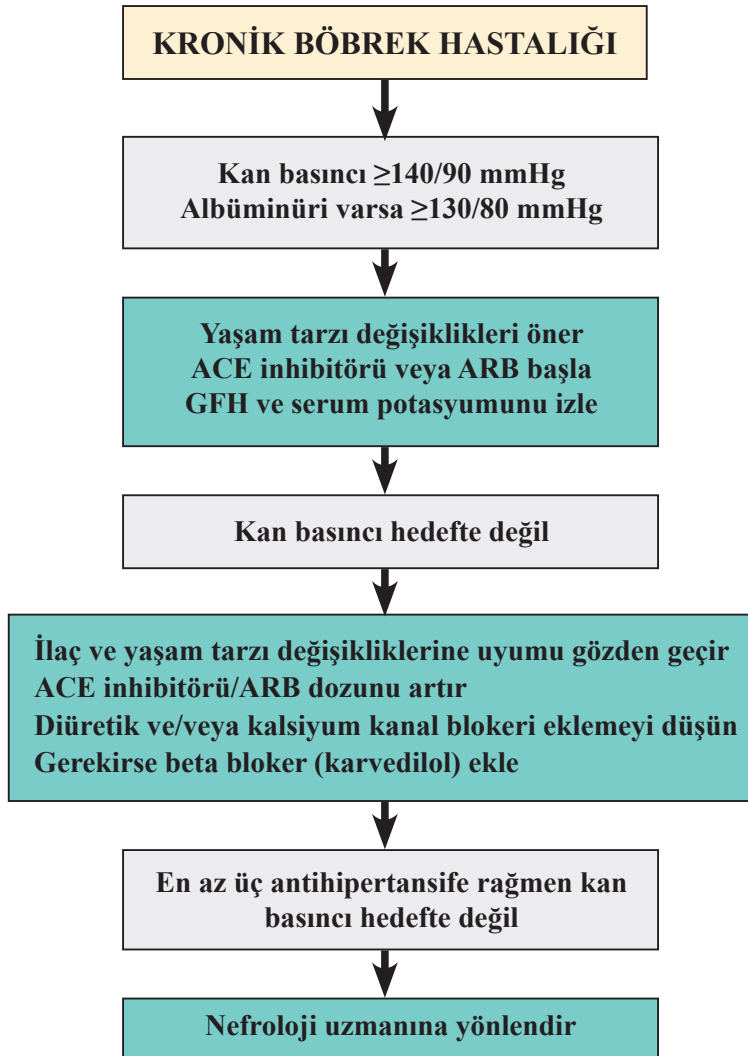 KRONİK BÖBREK HASTALIĞI
Kan basıncı ≥140/90 mmHg
Albüminüri varsa ≥130/80 mmHg
Yaşam tarzı değişiklikleri öner
ACE inhibitörü veya ARB başla
GFH ve serum potasyumunu izle
Kan basıncı hedefte değil
İlaç ve yaşam tarzı değişikliklerine uyumu gözden geçir
ACE inhibitörü/ARB dozunu artır
Diüretik ve/veya kalsiyum kanal blokeri eklemeyi düşün
Gerekirse beta bloker (karvedilol) ekle
En az üç antihipertansife rağmen kan
basıncı hedefte değil
Nefroloji uzmanına yönlendir